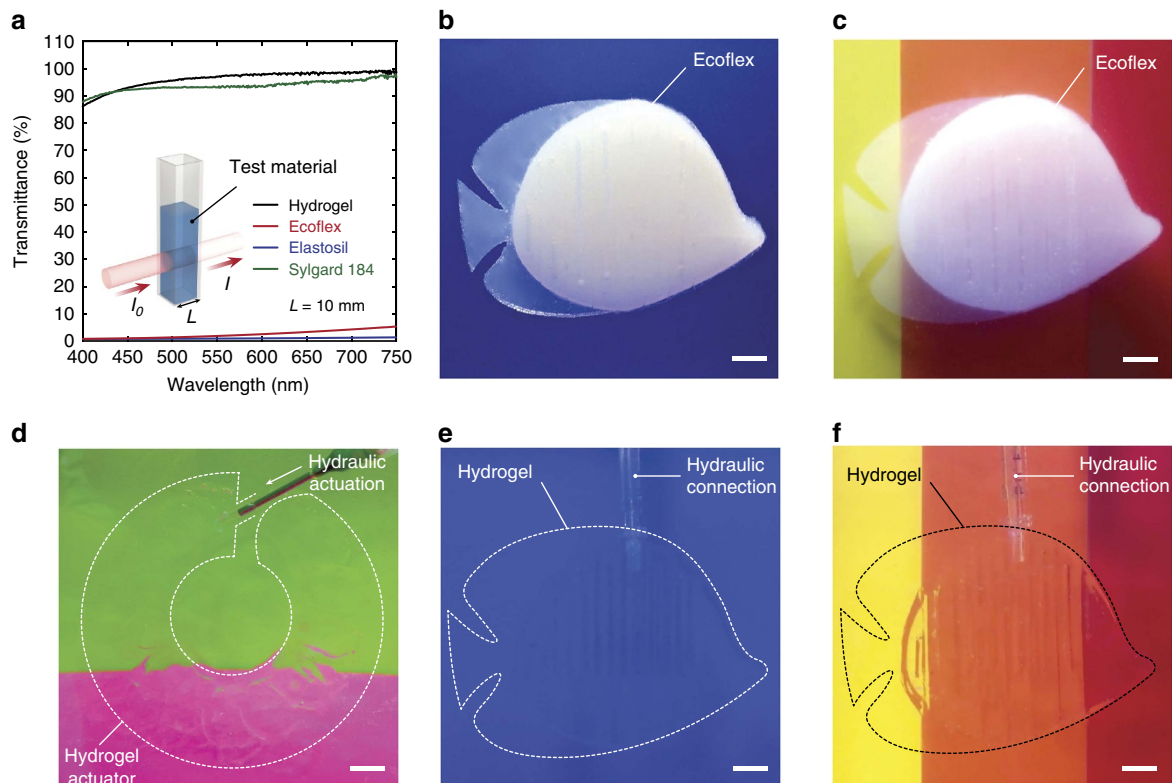 a
110
100
90
80
70
60
50
40
30
20
10
0
Transmittance (%)
400 450 500 550 600 650 700 750
Wavelength (nm)
Test material
Hydrogel
Ecoflex
Elastosil
Sylgard 184
I0
I
L
L = 10 mm
b
Ecoflex
c
Ecoflex
d
Hydraulic
actuation
Hydrogel
actuator
e
Hydrogel
Hydraulic
connection
f
Hydrogel
Hydraulic
connection